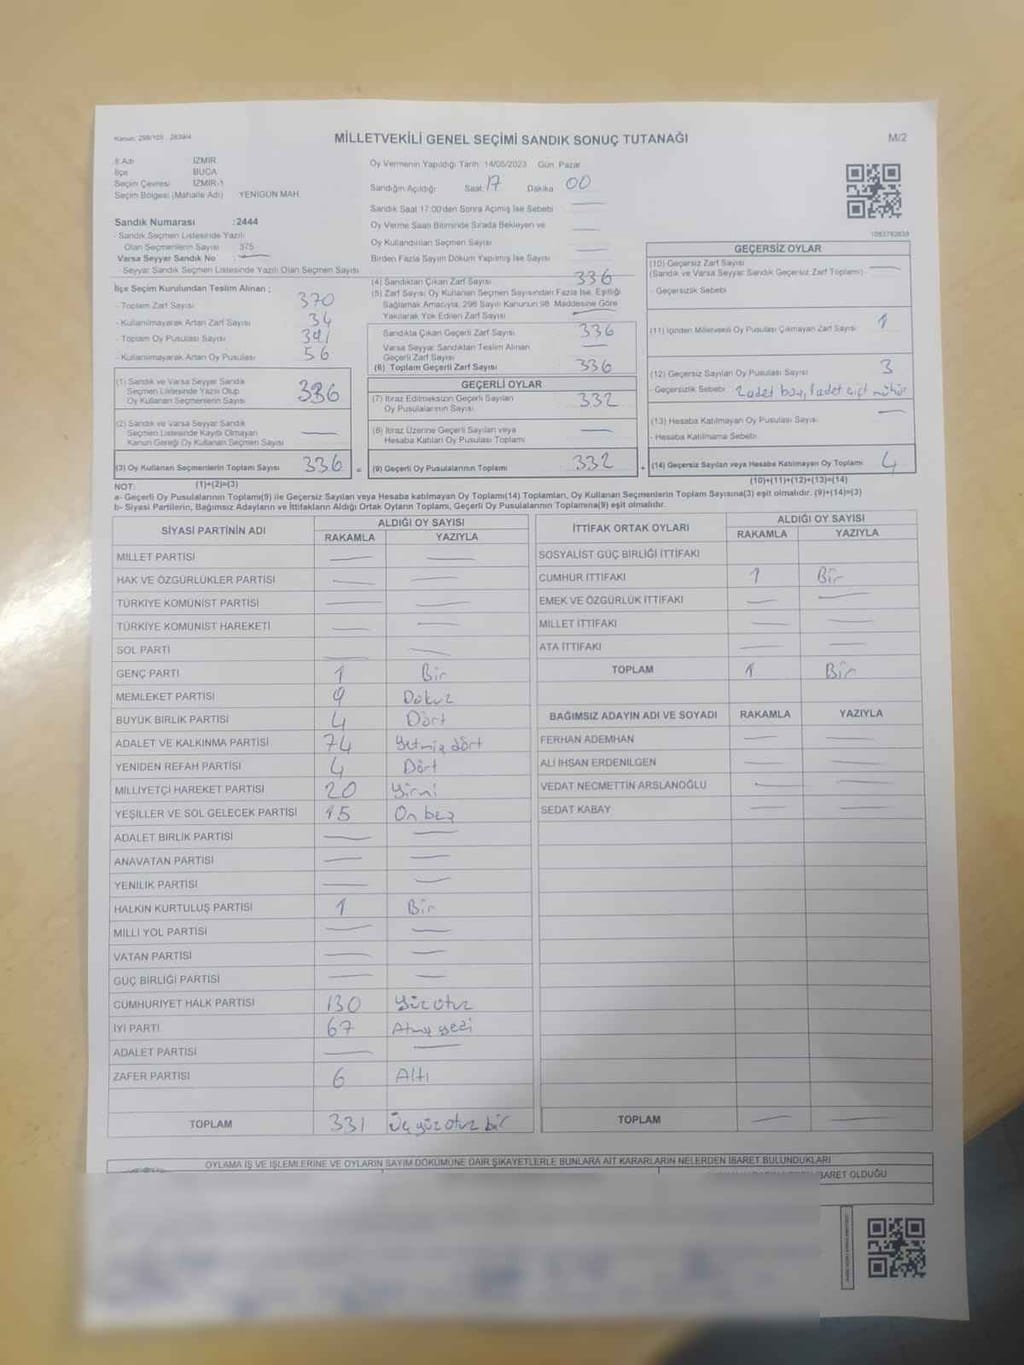 Kanun: 298/105 2839/4
MİLLETVEKİLİ GENEL SEÇİMİ SANDIK SONUÇ TUTANAĞI
M/2
İl Adı İZMİR
İlçe BUCA
Seçim Çevresi İZMİR-1
Seçim Bölgesi (Mahalle Adı) YENİGÜN MAH.
Sandık Numarası :2444
- Sandık Seçmen Listesinde Yazılı
Olan Seçmenlerin Sayısı 375
Varsa Seyyar Sandık No
Seyyar Sandık Seçmen Listesinde Yazılı Olan Seçmen Sayısı
İlçe Seçim Kurulundan Teslim Alınan ;
- Toplam Zarf Sayısı 370
- Kullanılmayarak Artan Zarf Sayısı 34
- Toplam Oy Pusulası Sayısı
- Kullanılmayarak Artan Oy Pusulası 56
(1) Sandık ve Varsa Seyyar Sandık
Seçmen Listesinde Yazılı Olup
Oy Kullanan Seçmenlerin Sayısı 336
(2) Sandık ve Varsa Seyyar Sandık
Seçmen Listesinde Kayıtlı Olmayan
Kanun Gereği Oy Kullanan Seçmen Sayısı
(3) Oy Kullanan Seçmenlerin Toplam Sayısı 336
Oy Vermenin Yapıldığı Tarih 14/05/2023 Gün Pazar
Sandığın Açıldığı Saat 17 Dakika 00
Sandık Saat 17:00'den Sonra Açılmış İse Sebebi
Oy Verme Saati Bitiminde Sırada Bekleyen ve
Oy Kullandırılan Seçmen Sayısı
Birden Fazla Sayım Döküm Yapılmış İse Sayısı
(4) Sandıktan Çıkan Zarf Sayısı 336
(5) Zarf Sayısı Oy Kullanan Seçmen Sayısından Fazla İse, Eşitliği
Sağlamak Amacıyla, 298 Sayılı Kanunun 98. Maddesine Göre
Yakılarak Yok Edilen Zarf Sayısı
Sandıkta Çıkan Geçerli Zarf Sayısı 336
Varsa Seyyar Sandıktan Teslim Alınan
Geçerli Zarf Sayısı
(6) Toplam Geçerli Zarf Sayısı 336
GEÇERLİ OYLAR
(7) İtiraz Edilmeksizin Geçerli Sayılan
Oy Pusulalarının Sayısı 332
(8) İtiraz Üzerine Geçerli Sayılan veya
Hesaba Katılan Oy Pusulası Toplamı
= (9) Geçerli Oy Pusulalarının Toplamı 332 +
1083792839
GEÇERSİZ OYLAR
(10) Geçersiz Zarf Sayısı
(Sandık ve Varsa Seyyar Sandık Geçersiz Zarf Toplamı)
- Geçersizlik Sebebi
(11) İçinden Milletvekili Oy Pusulası Çıkmayan Zarf Sayısı 1
(12) Geçersiz Sayılan Oy Pusulası Sayısı 3
- Geçersizlik Sebebi 2 adet boş, 1 adet çift mühür
(13) Hesaba Katılmayan Oy Pusulası Sayısı
- Hesaba Katılmama Sebebi
(14) Geçersiz Sayılan veya Hesaba Katılmayan Oy Toplamı 4
NOT: (1)+(2)=(3) (10)+(11)+(12)+(13)=(14)
a- Geçerli Oy Pusulalarının Toplamı(9) ile Geçersiz Sayılan veya Hesaba katılmayan Oy Toplamı(14) Toplamları, Oy Kullanan Seçmenlerin Toplam Sayısına(3) eşit olmalıdır. (9)+(14)=(3)
b- Siyasi Partilerin, Bağımsız Adayların ve İttifakların Aldığı Ortak Oyların Toplamı, Geçerli Oy Pusulalarının Toplamına(9) eşit olmalıdır.
SİYASİ PARTİNİN ADI ALDIĞI OY SAYISI
RAKAMLA YAZIYLA
MİLLET PARTİSİ
HAK VE ÖZGÜRLÜKLER PARTİSİ
TÜRKİYE KOMÜNİST PARTİSİ
TÜRKİYE KOMÜNİST HAREKETİ
SOL PARTİ
GENÇ PARTİ 1 Bir
MEMLEKET PARTİSİ 9 Dokuz
BÜYÜK BİRLİK PARTİSİ 4 Dört
ADALET VE KALKINMA PARTİSİ 74 Yetmiş dört
YENİDEN REFAH PARTİSİ 4 Dört
MİLLİYETÇİ HAREKET PARTİSİ 20 Yirmi
YEŞİLLER VE SOL GELECEK PARTİSİ 15 On beş
ADALET BİRLİK PARTİSİ
ANAVATAN PARTİSİ
YENİLİK PARTİSİ
HALKIN KURTULUŞ PARTİSİ 1 Bir
MİLLİ YOL PARTİSİ
VATAN PARTİSİ
GÜÇ BİRLİĞİ PARTİSİ
CUMHURİYET HALK PARTİSİ 130 Yüz otuz
İYİ PARTİ 67 Atmış yedi
ADALET PARTİSİ
ZAFER PARTİSİ 6 Altı
TOPLAM 331 Üç yüz otuz bir
İTTİFAK ORTAK OYLARI ALDIĞI OY SAYISI
RAKAMLA YAZIYLA
SOSYALİST GÜÇ BİRLİĞİ İTTİFAKI
CUMHUR İTTİFAKI 1 Bir
EMEK VE ÖZGÜRLÜK İTTİFAKI
MİLLET İTTİFAKI
ATA İTTİFAKI
TOPLAM 1 Bir
BAĞIMSIZ ADAYIN ADI VE SOYADI RAKAMLA YAZIYLA
FERHAN ADEMHAN
ALİ İHSAN ERDENİLGEN
VEDAT NECMETTİN ARSLANOĞLU
SEDAT KABAY
TOPLAM
OYLAMA İŞ VE İŞLEMLERİNE VE OYLARIN SAYIM DÖKÜMÜNE DAİR ŞİKAYETLERLE BUNLARA AİT KARARLARIN NELERDEN İBARET BULUNDUKLARI
BARET OLDUĞU